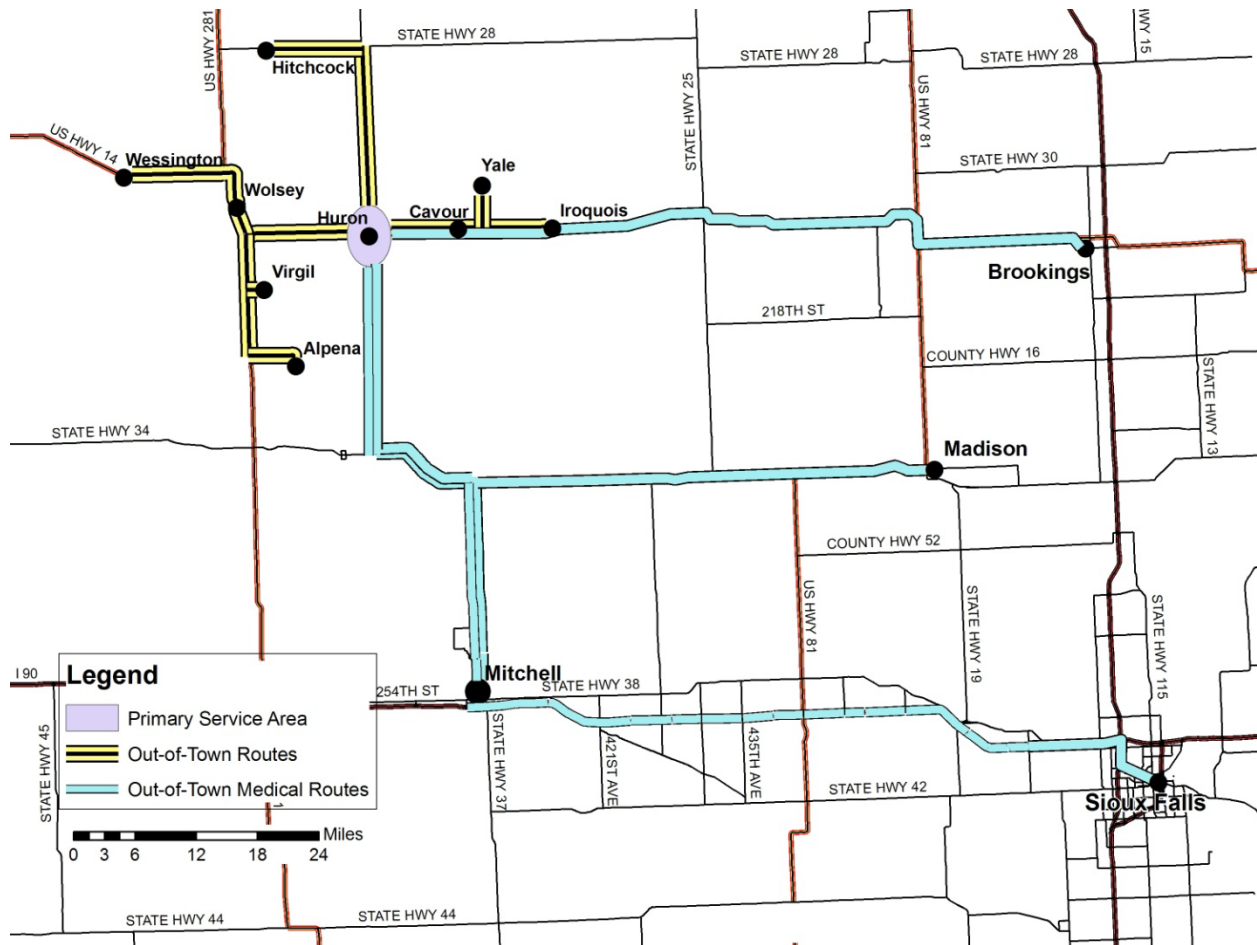 US HWY 281
STATE HWY 28
HWY 15
Hitchcock
STATE HWY 28
STATE HWY 28
STATE HWY 25
US HWY 81
US HWY 14
Wessington
Yale
STATE HWY 30
Wolsey
Huron
Cavour
Iroquois
Virgil
Brookings
218TH ST
Alpena
COUNTY HWY 16
STATE HWY 13
STATE HWY 34
Madison
COUNTY HWY 52
US HWY 81
STATE HWY 19
STATE HWY 115
Legend
I 90
Mitchell
254TH ST
STATE HWY 38
Primary Service Area
Out-of-Town Routes
Out-of-Town Medical Routes
STATE HWY 45
STATE HWY 37
421ST AVE
435TH AVE
STATE HWY 42
Sioux Falls
1
Miles
0 3 6 12 18 24
STATE HWY 44
STATE HWY 44